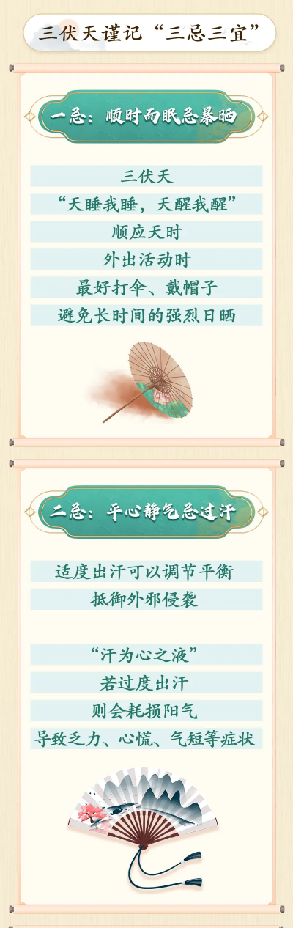 三伏天谨记“三忌三宜”
一忌：顺时而眠忌暴晒
三伏天
“天睡我睡，天醒我醒”
顺应天时
外出活动时
最好打伞、戴帽子
避免长时间的强烈日晒
二忌：平心静气忌过汗
适度出汗可以调节平衡
抵御外邪侵袭
“汗为心之液”
若过度出汗
则会耗损阳气
导致乏力、心慌、气短等症状